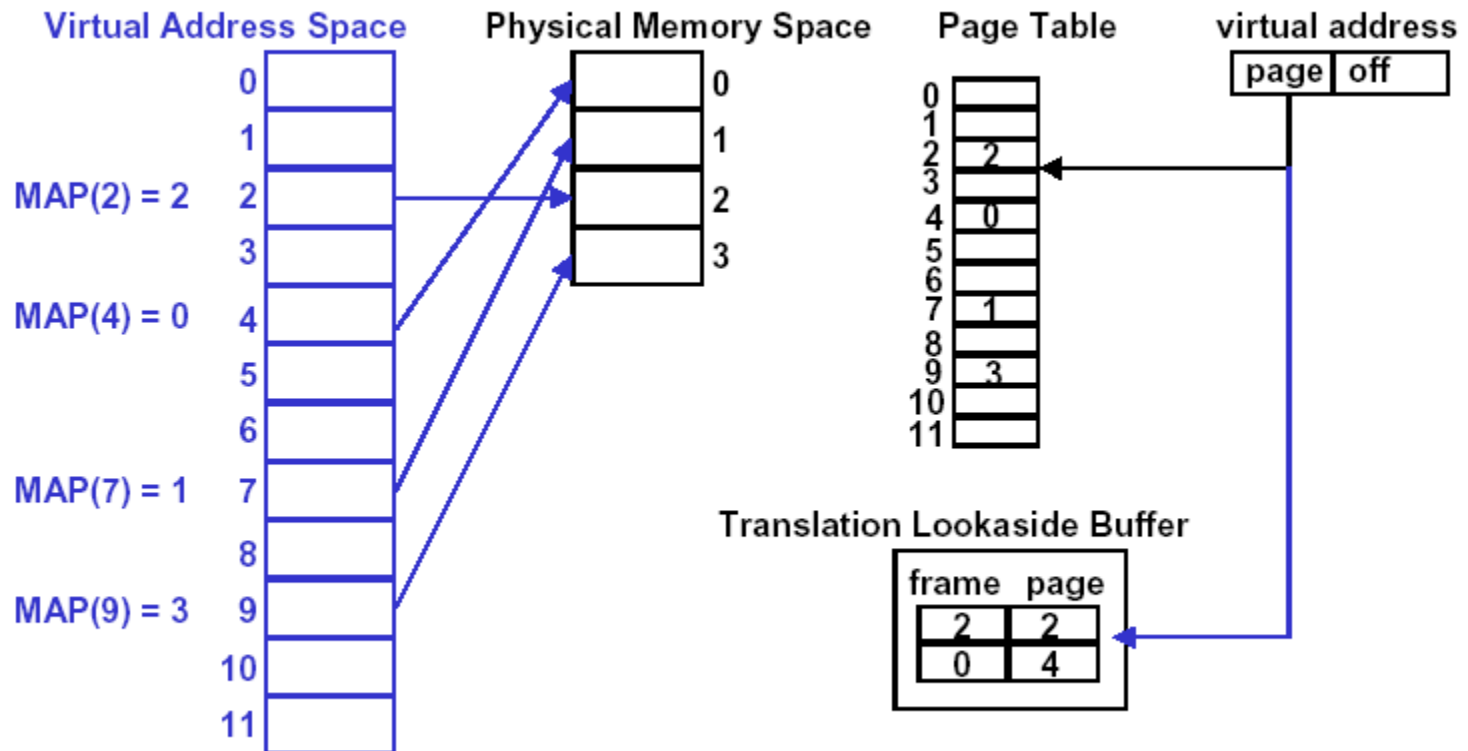 Virtual Address Space
0
1
MAP(2) = 2
2
3
MAP(4) = 0
4
5
6
MAP(7) = 1
7
8
MAP(9) = 3
9
10
11
Physical Memory Space
0
1
2
3
Page Table
0
1
2 2
3
4 0
5
6
7 1
8
9 3
10
11
virtual address
page off
Translation Lookaside Buffer
frame page
2 2
0 4